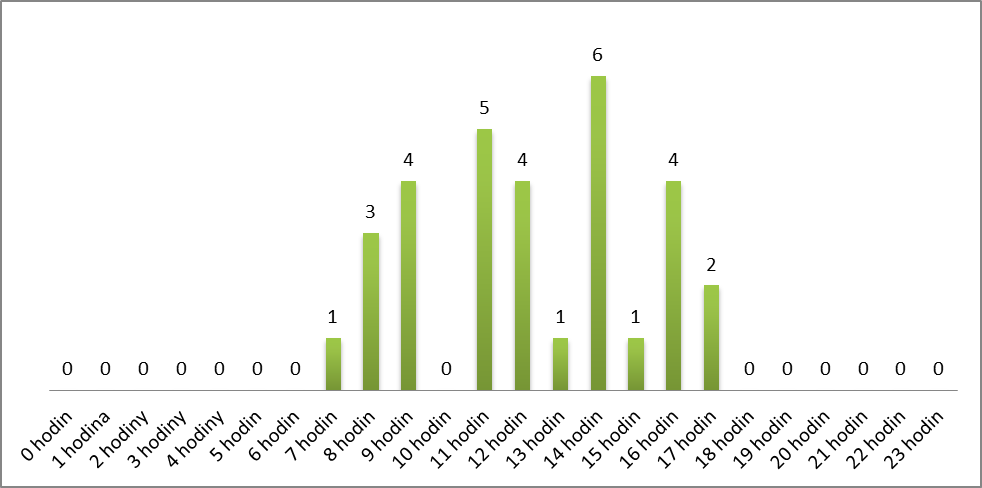 6
5
4 4 4
3
2
1 1 1
0 0 0 0 0 0 0 0 0 0 0 0 0 0
0 hodin
1 hodina
2 hodiny
3 hodiny
4 hodiny
5 hodin
6 hodin
7 hodin
8 hodin
9 hodin
10 hodin
11 hodin
12 hodin
13 hodin
14 hodin
15 hodin
16 hodin
17 hodin
18 hodin
19 hodin
20 hodin
21 hodin
22 hodin
23 hodin